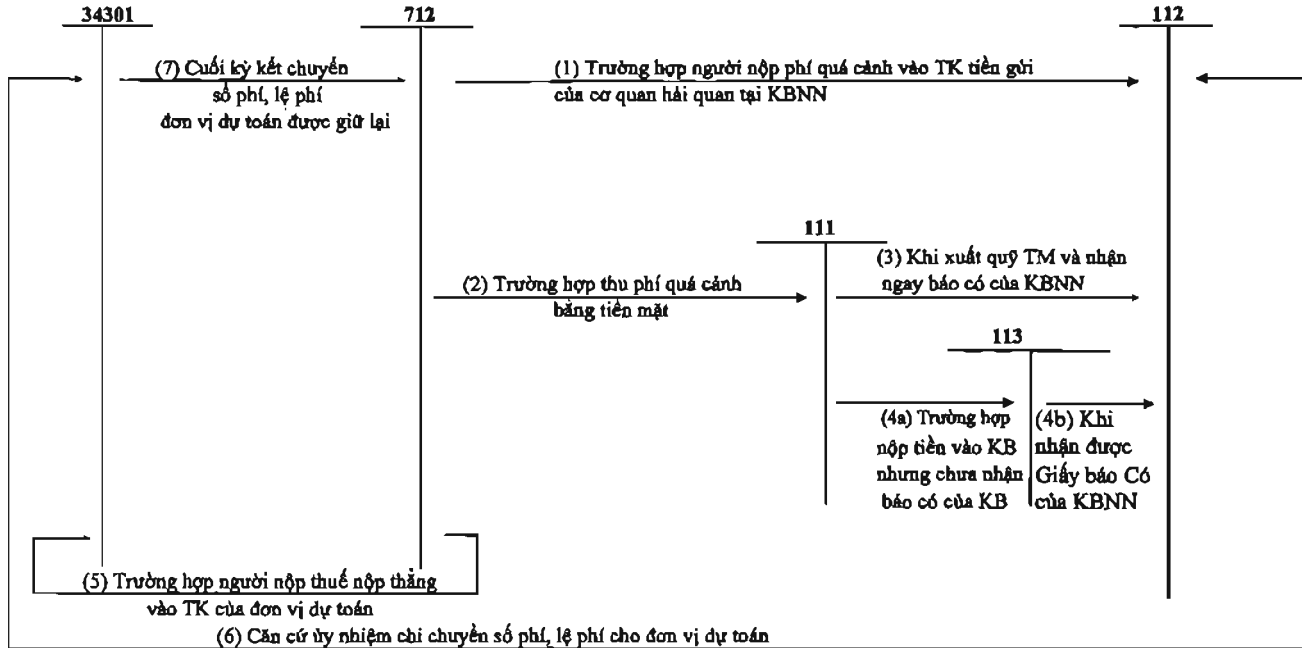 34301
712
112
(7) Cuối kỳ kết chuyển
số phí, lệ phí
đơn vị dự toán được giữ lại
(1) Trường hợp người nộp phí quá cảnh vào TK tiền gửi
của cơ quan hải quan tại KBNN
111
(2) Trường hợp thu phí quá cảnh
bằng tiền mặt
(3) Khi xuất quỹ TM và nhận
ngay báo có của KBNN
113
(4a) Trường hợp
nộp tiền vào KB
nhưng chưa nhận
báo có của KB
(4b) Khi
nhận được
Giấy báo Có
của KBNN
(5) Trường hợp người nộp thuế nộp thẳng
vào TK của đơn vị dự toán
(6) Căn cứ ủy nhiệm chi chuyển số phí, lệ phí cho đơn vị dự toán